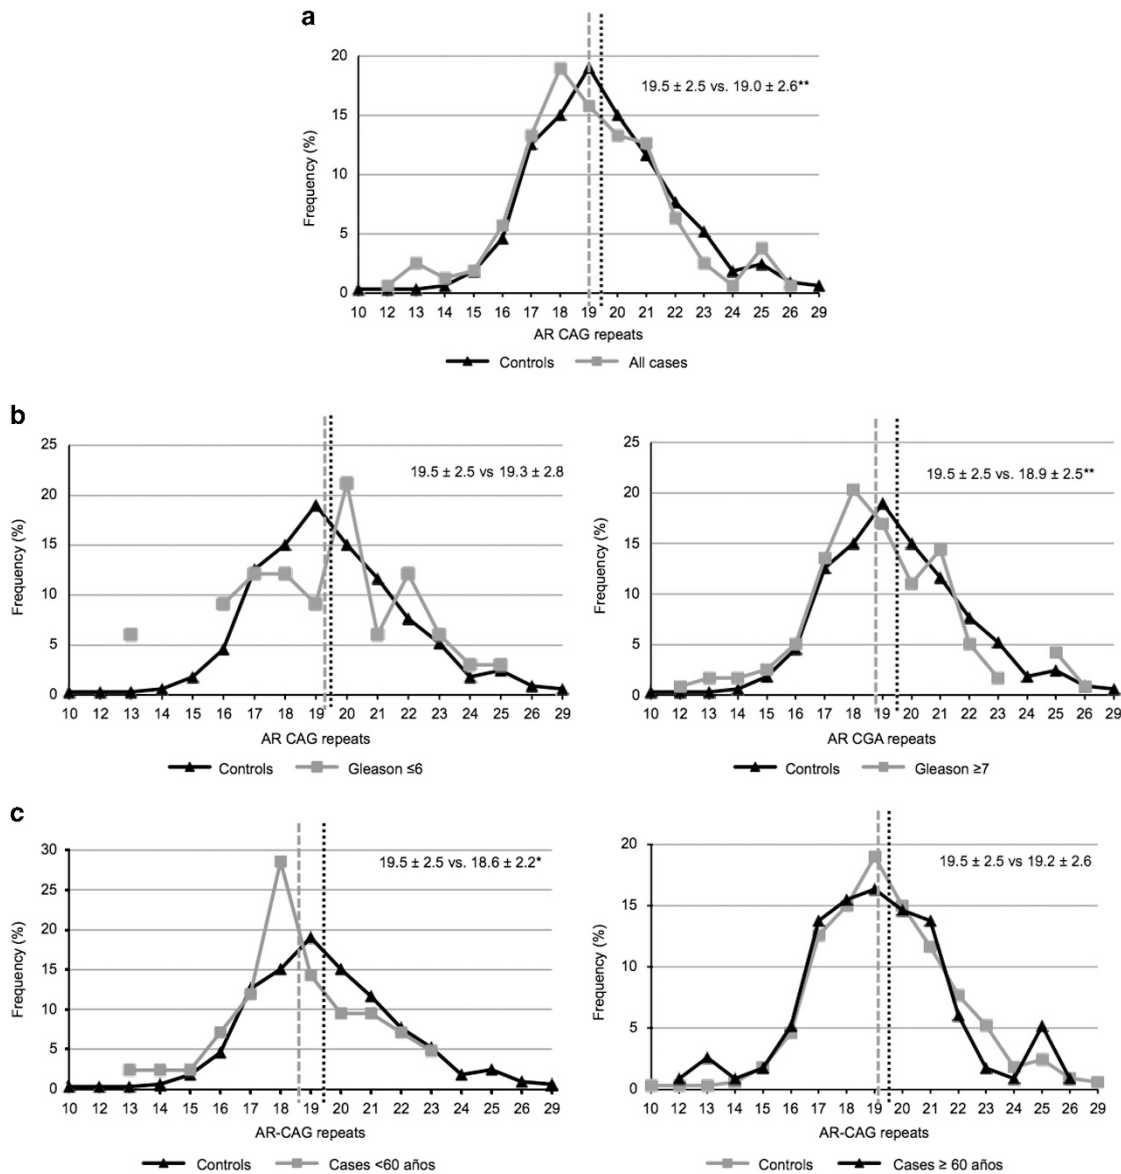 a
20
15
10
5
0
Frequency (%)
19.5 ± 2.5 vs. 19.0 ± 2.6**
10 12 13 14 15 16 17 18 19 20 21 22 23 24 25 26 29
AR CAG repeats
Controls All cases
b
25
20
15
10
5
0
Frequency (%)
19.5 ± 2.5 vs 19.3 ± 2.8
10 12 13 14 15 16 17 18 19 20 21 22 23 24 25 26 29
AR CAG repeats
Controls Gleason ≤6
25
20
15
10
5
0
Frequency (%)
19.5 ± 2.5 vs. 18.9 ± 2.5**
10 12 13 14 15 16 17 18 19 20 21 22 23 24 25 26 29
AR CGA repeats
Controls Gleason ≥7
c
30
25
20
15
10
5
0
Frequency (%)
19.5 ± 2.5 vs. 18.6 ± 2.2*
10 12 13 14 15 16 17 18 19 20 21 22 23 24 25 26 29
AR-CAG repeats
Controls Cases <60 años
20
15
10
5
0
Frequency (%)
19.5 ± 2.5 vs 19.2 ± 2.6
10 12 13 14 15 16 17 18 19 20 21 22 23 24 25 26 29
AR-CAG repeats
Controls Cases ≥ 60 años